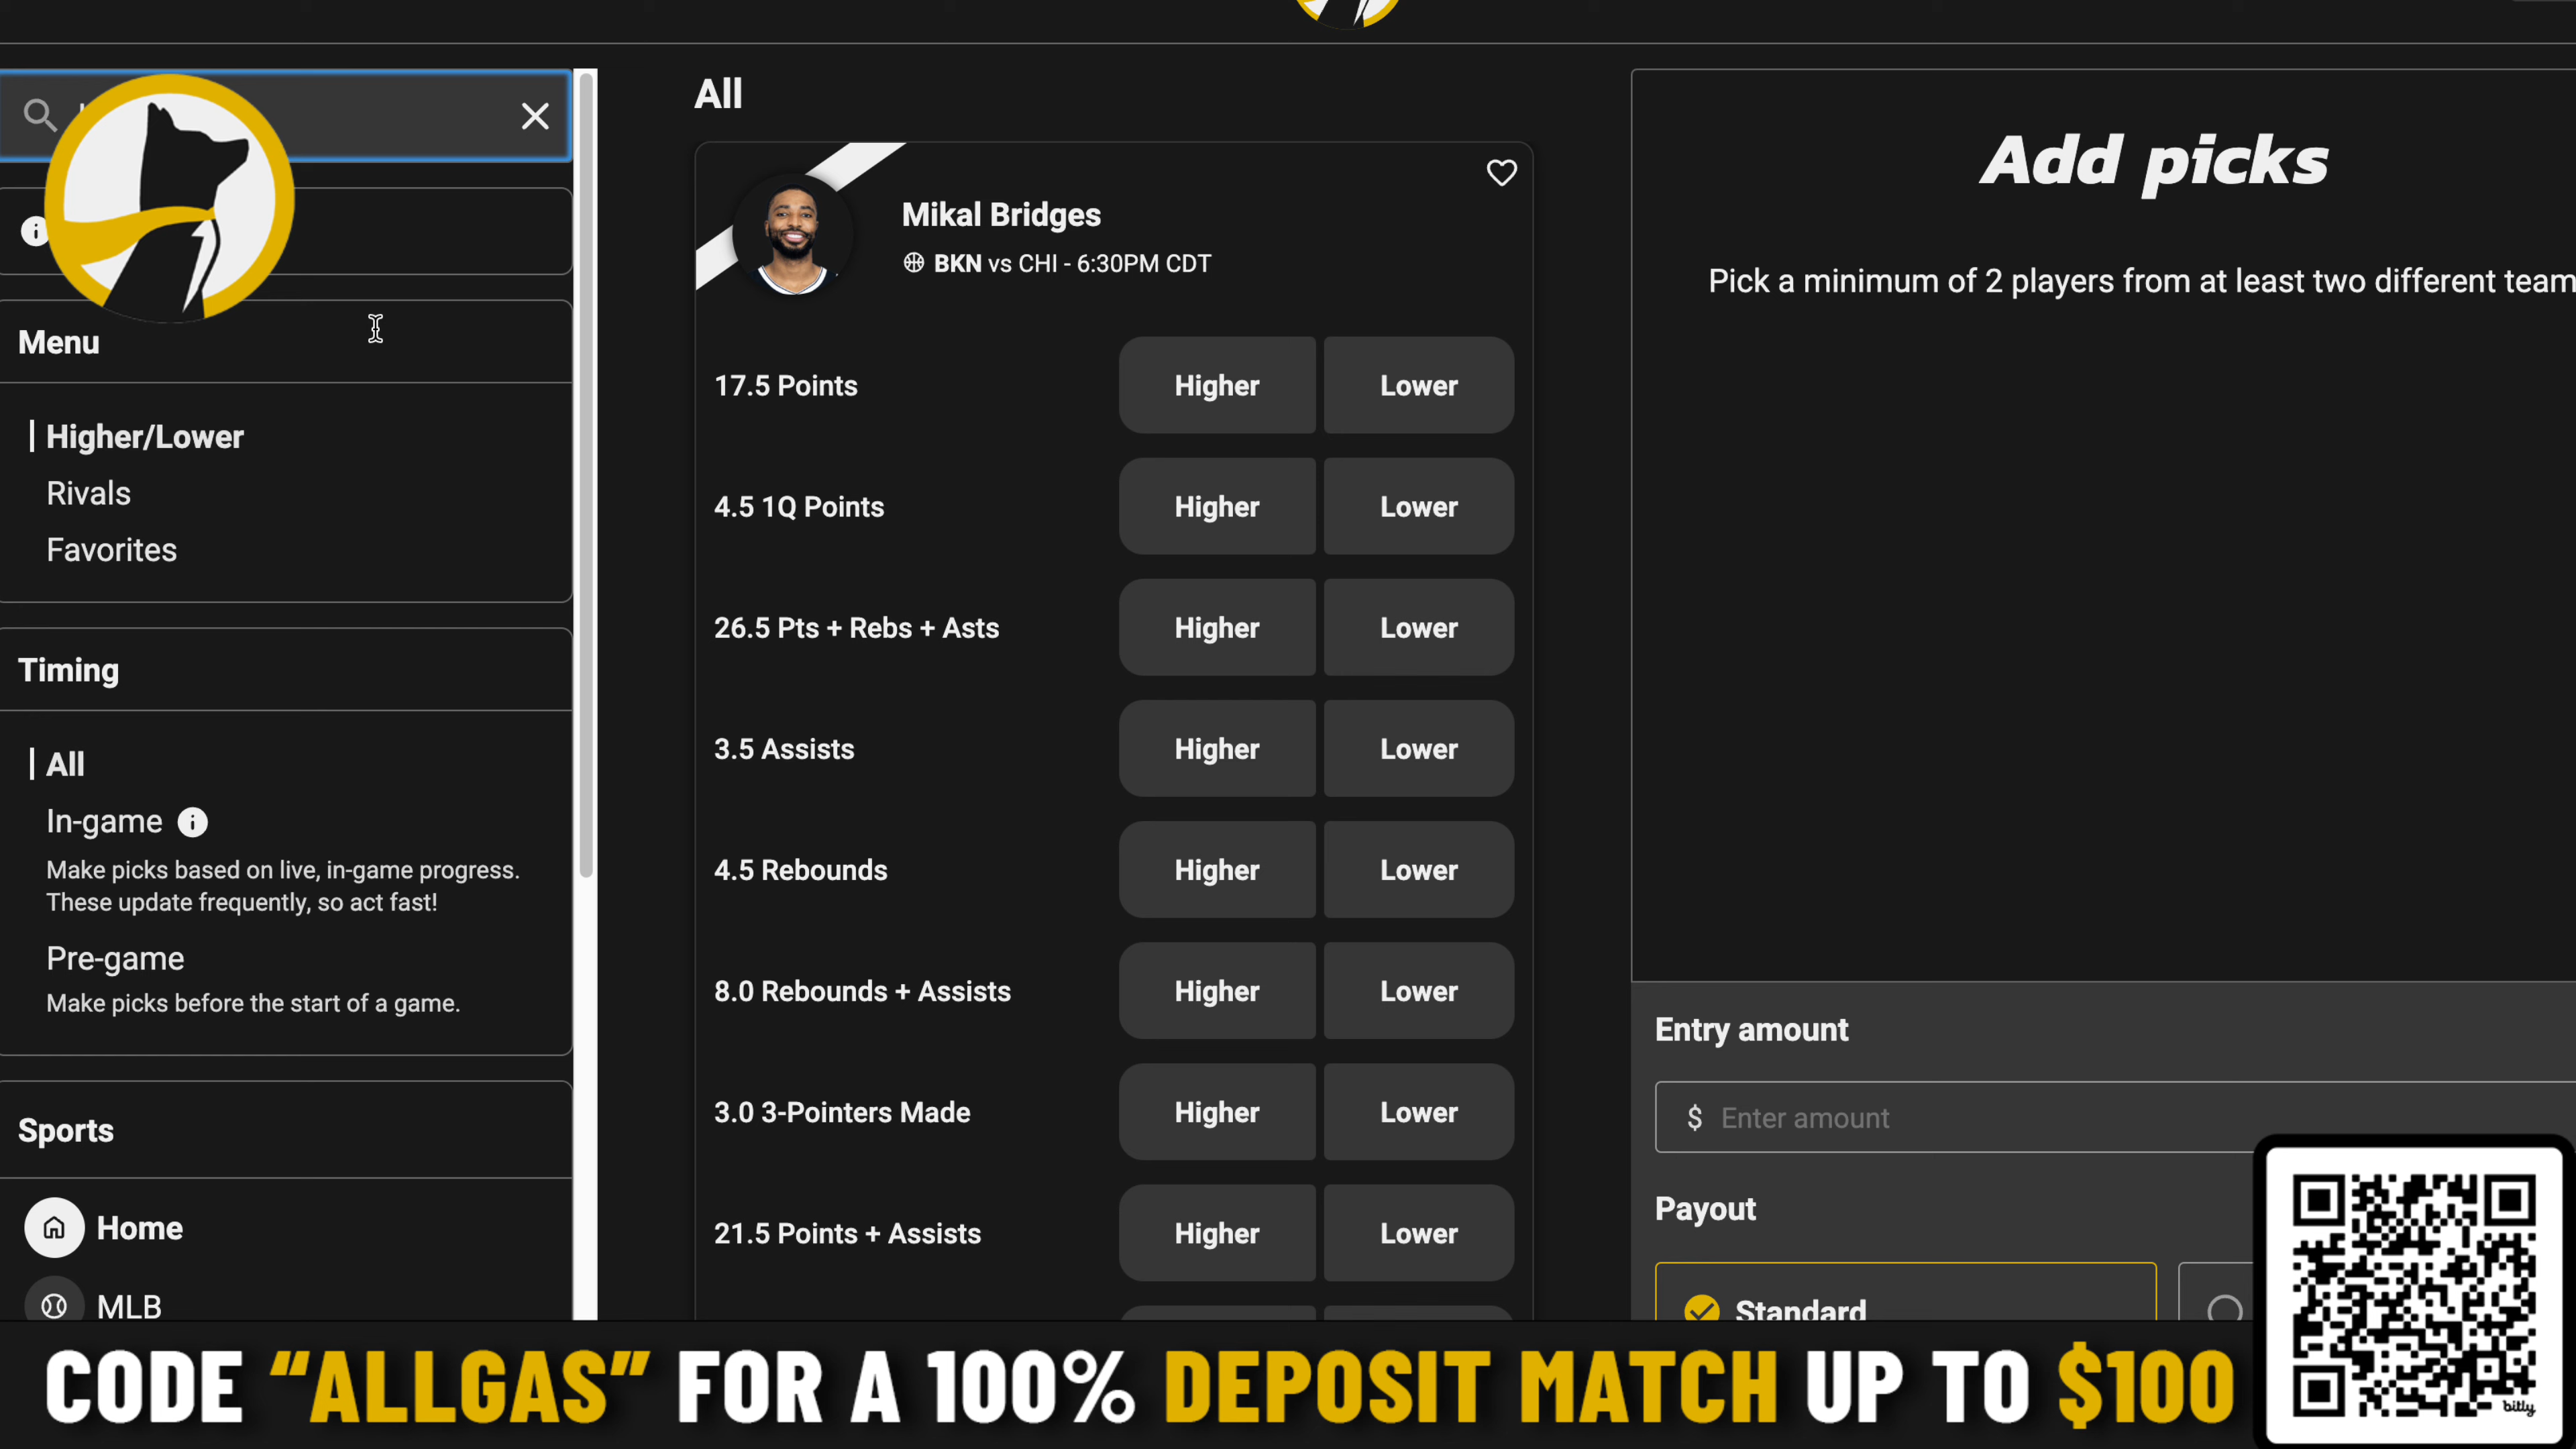 Menu
Higher/Lower
Rivals
Favorites
Timing
All
In-game
Make picks based on live, in-game progress.
These update frequently, so act fast!
Pre-game
Make picks before the start of a game.
Sports
Home
MLB
All
Mikal Bridges
BKN vs CHI - 6:30PM CDT
17.5 Points Higher Lower
4.5 1Q Points Higher Lower
26.5 Pts + Rebs + Asts Higher Lower
3.5 Assists Higher Lower
4.5 Rebounds Higher Lower
8.0 Rebounds + Assists Higher Lower
3.0 3-Pointers Made Higher Lower
21.5 Points + Assists Higher Lower
Add picks
Pick a minimum of 2 players from at least two different team
Entry amount
$ Enter amount
Payout
Standard
CODE "ALLGAS" FOR A 100% DEPOSIT MATCH UP TO $100
bitly